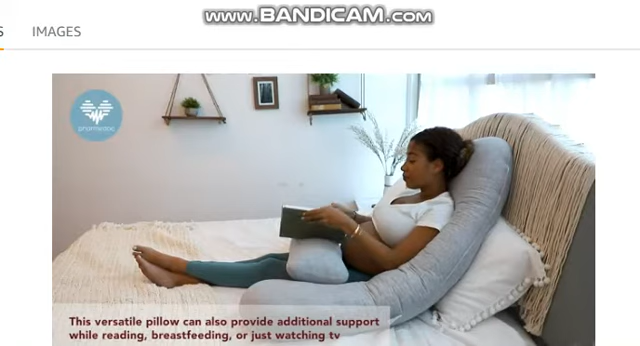 www.BANDICAM.com
S IMAGES
pharmedoc
This versatile pillow can also provide additional support
while reading, breastfeeding, or just watching tv